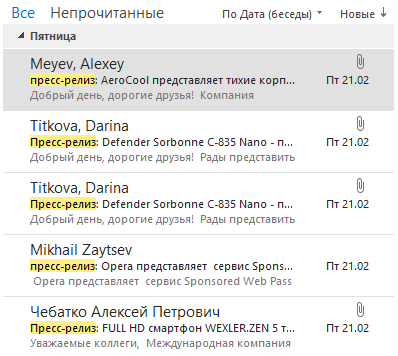 Все Непрочитанные По Дата (беседы) Новые
Пятница
Meyev, Alexey
пресс-релиз: AeroCool представляет тихие корп...
Пт 21.02
Добрый день, дорогие друзья! Компания
Titkova, Darina
Пресс-релиз: Defender Sorbonne C-835 Nano - п...
Пт 21.02
Добрый день, дорогие друзья! Рады представить
Titkova, Darina
Пресс-релиз: Defender Sorbonne C-835 Nano - п...
Пт 21.02
Добрый день, дорогие друзья! Рады представить
Mikhail Zaytsev
пресс-релиз: Opera представляет сервис Spons...
Пт 21.02
Opera представляет сервис Sponsored Web Pass
Чебатко Алексей Петрович
Пресс-релиз: FULL HD смартфон WEXLER.ZEN 5 т...
Пт 21.02
Уважаемые коллеги, Международная компания